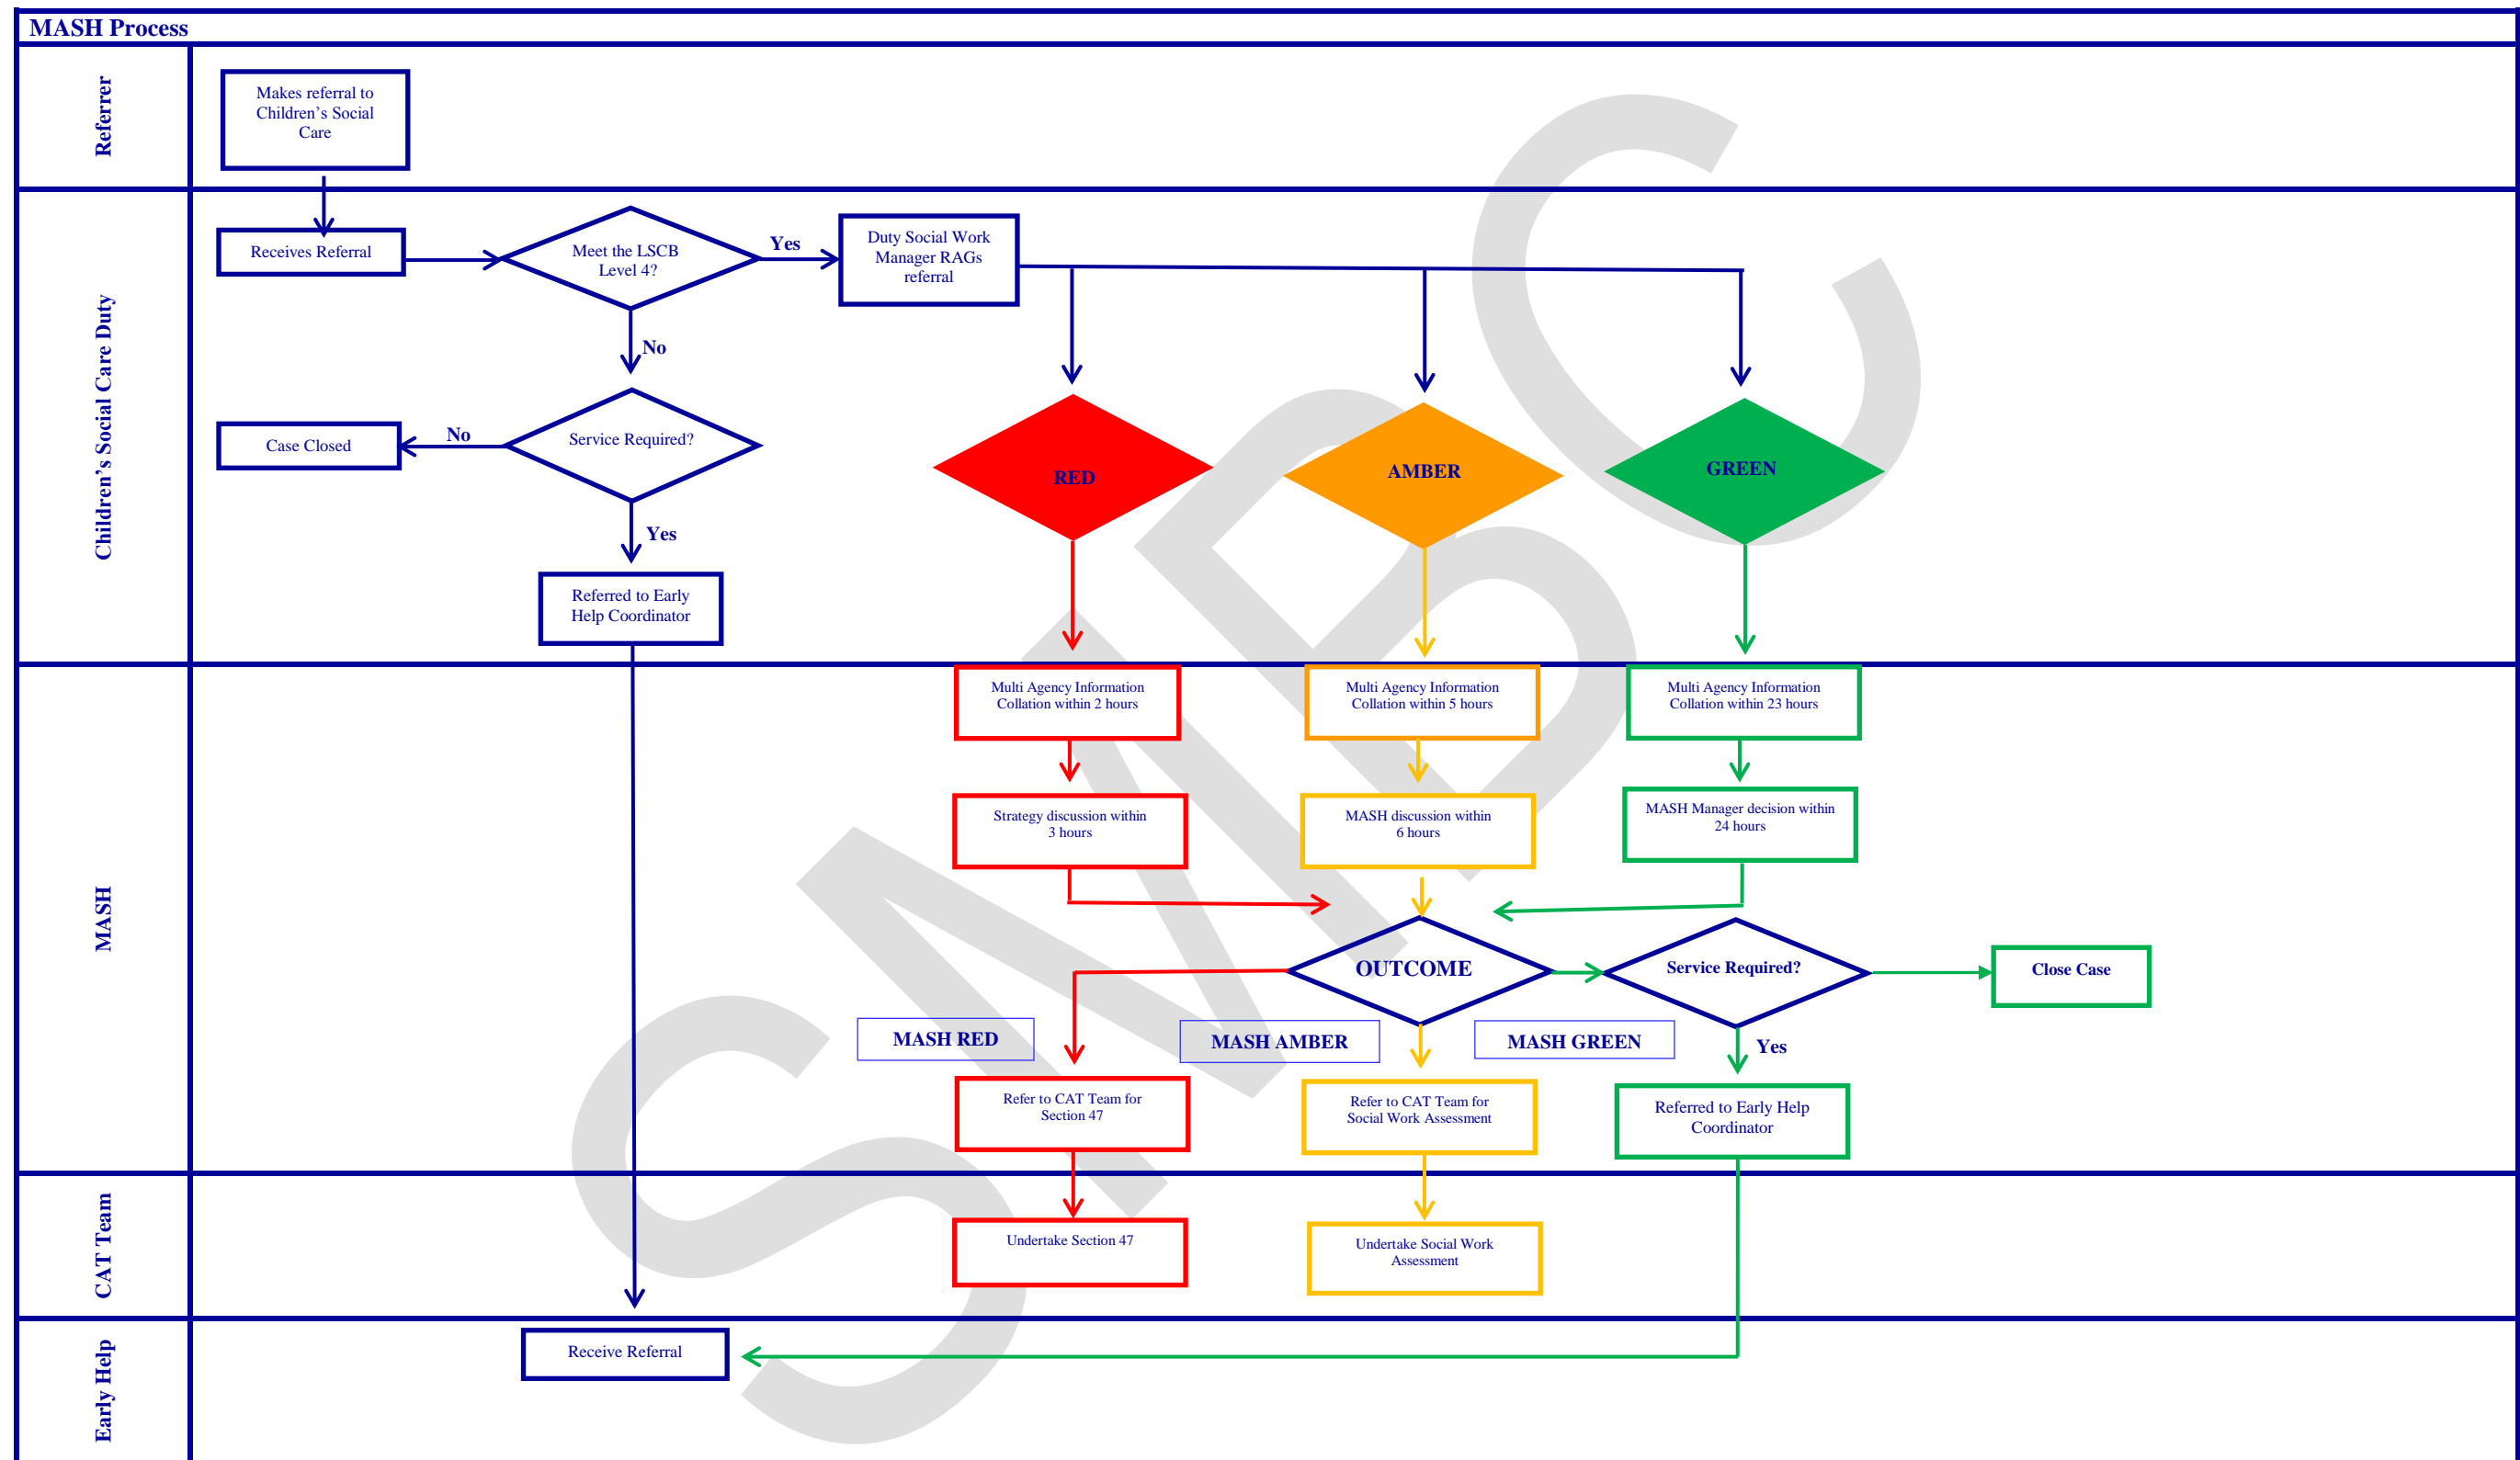 MASH Process
Referrer
Makes referral to
Children’s Social
Care
Children’s Social Care Duty
Receives Referral
Meet the LSCB
Level 4?
Yes
Duty Social Work
Manager RAGs
referral
No
Case Closed
No
Service Required?
RED
AMBER
GREEN
Yes
Referred to Early
Help Coordinator
MASH
Multi Agency Information
Collation within 2 hours
Multi Agency Information
Collation within 5 hours
Multi Agency Information
Collation within 23 hours
Strategy discussion within
3 hours
MASH discussion within
6 hours
MASH Manager decision within
24 hours
OUTCOME
Service Required?
Close Case
MASH RED
MASH AMBER
MASH GREEN
Yes
Refer to CAT Team for
Section 47
Refer to CAT Team for
Social Work Assessment
Referred to Early Help
Coordinator
CAT Team
Undertake Section 47
Undertake Social Work
Assessment
Early Help
Receive Referral
SMBC